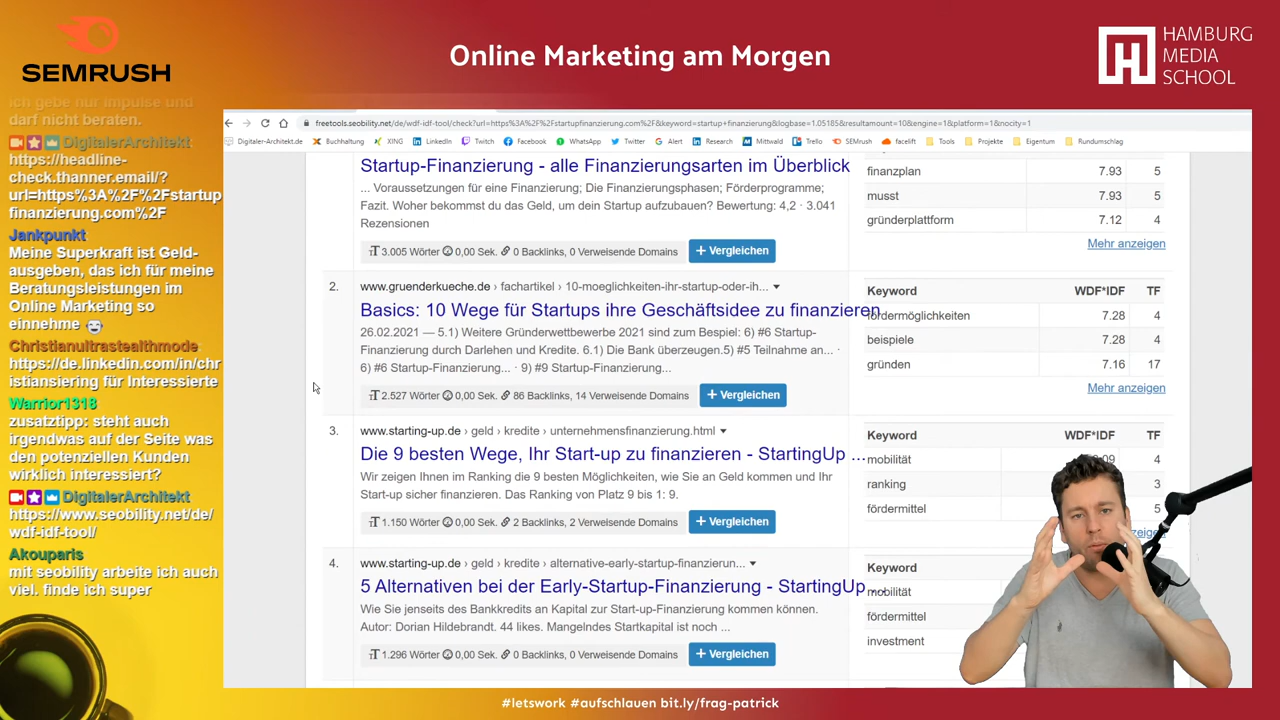 SEMRUSH
Online Marketing am Morgen
HAMBURG
MEDIA
SCHOOL
ich gebe nur impulse und
darf nicht beraten.
DigitalerArchitekt
https://headline-
check.thanner.email/?
url=https%3A%2F%2Fstartup
finanzierung.com%2F
Jankpunkt
Meine Superkraft ist Geld-
ausgeben, das ich für meine
Beratungsleistungen im
Online Marketing so
einnehme
Christianultrastealthmode
https://de.linkedin.com/in/chr
istiansiering für Interessierte
Warrior1318
zusatztipp: steht auch
irgendwas auf der Seite was
den potenziellen Kunden
wirklich interessiert?
DigitalerArchitekt
https://www.seobility.net/de/
wdf-idf-tool/
Akouparis
mit seobility arbeite ich auch
viel. finde ich super
freetools.seobility.net/de/wdf-idf-tool/check?url=https%3A%2F%2Fstartupfinanzierung.com%2F&keyword=startup+finanzierung&logbase=1.05185&resultamount=10&engine=1&platform=1&nocity=1
Digitaler-Architekt.de Buchhaltung XING LinkedIn Twitch Facebook WhatsApp Twitter Alert Research Trello Mittwald SEMrush facelift Tools Projekte Eigentum Rundumschlag
Startup-Finanzierung - alle Finanzierungsarten im Überblick
... Voraussetzungen für eine Finanzierung; Die Finanzierungsphasen; Förderprogramme;
Fazit. Woher bekommst du das Geld, um dein Startup aufzubauen? Bewertung: 4,2 · 3.041
Rezensionen
3.005 Wörter 0,00 Sek. 0 Backlinks, 0 Verweisende Domains + Vergleichen
finanzplan 7.93 5
musst 7.93 5
gründerplattform 7.12 4
Mehr anzeigen
2. www.gruenderkueche.de › fachartikel › 10-moeglichkeiten-ihr-startup-oder-ih...
Basics: 10 Wege für Startups ihre Geschäftsidee zu finanzieren
26.02.2021 — 5.1) Weitere Gründerwettbewerbe 2021 sind zum Bespiel: 6) #6 Startup-
Finanzierung durch Darlehen und Kredite. 6.1) Die Bank überzeugen.5) #5 Teilnahme an... ·
6) #6 Startup-Finanzierung... · 9) #9 Startup-Finanzierung...
2.527 Wörter 0,00 Sek. 86 Backlinks, 14 Verweisende Domains + Vergleichen
Keyword WDF*IDF TF
fördermöglichkeiten 7.28 4
beispiele 7.28 4
gründen 7.16 17
Mehr anzeigen
3. www.starting-up.de › geld › kredite › unternehmensfinanzierung.html
Die 9 besten Wege, Ihr Start-up zu finanzieren - StartingUp ...
Wir zeigen Ihnen im Ranking die 9 besten Möglichkeiten, wie Sie an Geld kommen und Ihr
Start-up sicher finanzieren. Das Ranking von Platz 9 bis 1: 9.
1.150 Wörter 0,00 Sek. 2 Backlinks, 2 Verweisende Domains + Vergleichen
Keyword WDF*IDF TF
mobilität 4
ranking 3
fördermittel 5
4. www.starting-up.de › geld › kredite › alternative-early-startup-finanzierun...
5 Alternativen bei der Early-Startup-Finanzierung - StartingUp ...
Wie Sie jenseits des Bankkredits an Kapital zur Start-up-Finanzierung kommen können.
Autor: Dorian Hildebrandt. 44 likes. Mangelndes Startkapital ist noch ...
1.296 Wörter 0,00 Sek. 0 Backlinks, 0 Verweisende Domains + Vergleichen
Keyword
mobilität
fördermittel
investment
#letswork #aufschlauen bit.ly/frag-patrick